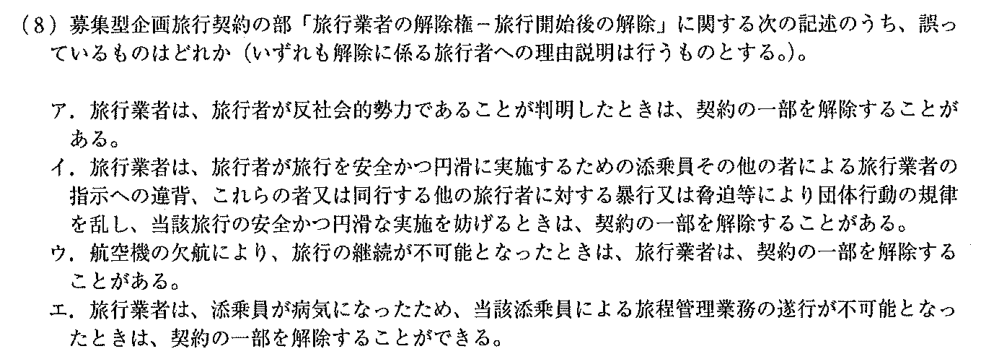 (8) 募集型企画旅行契約の部「旅行業者の解除権－旅行開始後の解除」に関する次の記述のうち、誤っ
ているものはどれか（いずれも解除に係る旅行者への理由説明は行うものとする。）。
ア．旅行業者は、旅行者が反社会的勢力であることが判明したときは、契約の一部を解除することが
ある。
イ．旅行業者は、旅行者が旅行を安全かつ円滑に実施するための添乗員その他の者による旅行業者の
指示への違背、これらの者又は同行する他の旅行者に対する暴行又は脅迫等により団体行動の規律
を乱し、当該旅行の安全かつ円滑な実施を妨げるときは、契約の一部を解除することがある。
ウ．航空機の欠航により、旅行の継続が不可能となったときは、旅行業者は、契約の一部を解除する
ことがある。
エ．旅行業者は、添乗員が病気になったため、当該添乗員による旅程管理業務の遂行が不可能となっ
たときは、契約の一部を解除することができる。